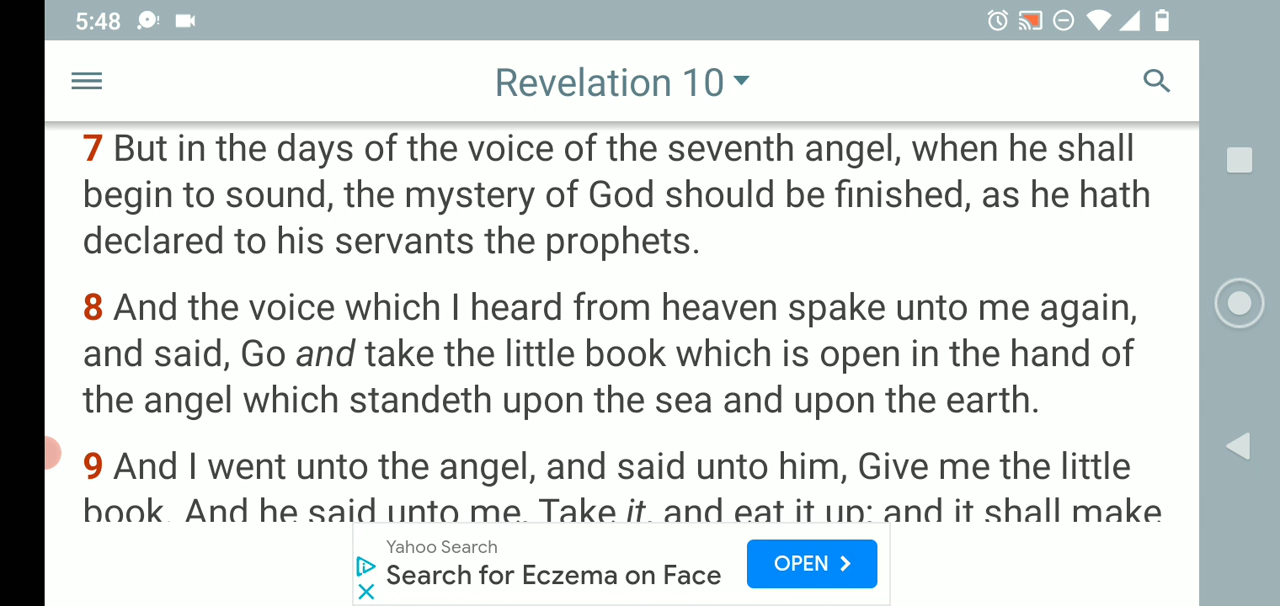 5:48
Revelation 10
7 But in the days of the voice of the seventh angel, when he shall
begin to sound, the mystery of God should be finished, as he hath
declared to his servants the prophets.
8 And the voice which I heard from heaven spake unto me again,
and said, Go and take the little book which is open in the hand of
the angel which standeth upon the sea and upon the earth.
9 And I went unto the angel, and said unto him, Give me the little
book. And he said unto me, Take it, and eat it up; and it shall make
Yahoo Search
Search for Eczema on Face
OPEN